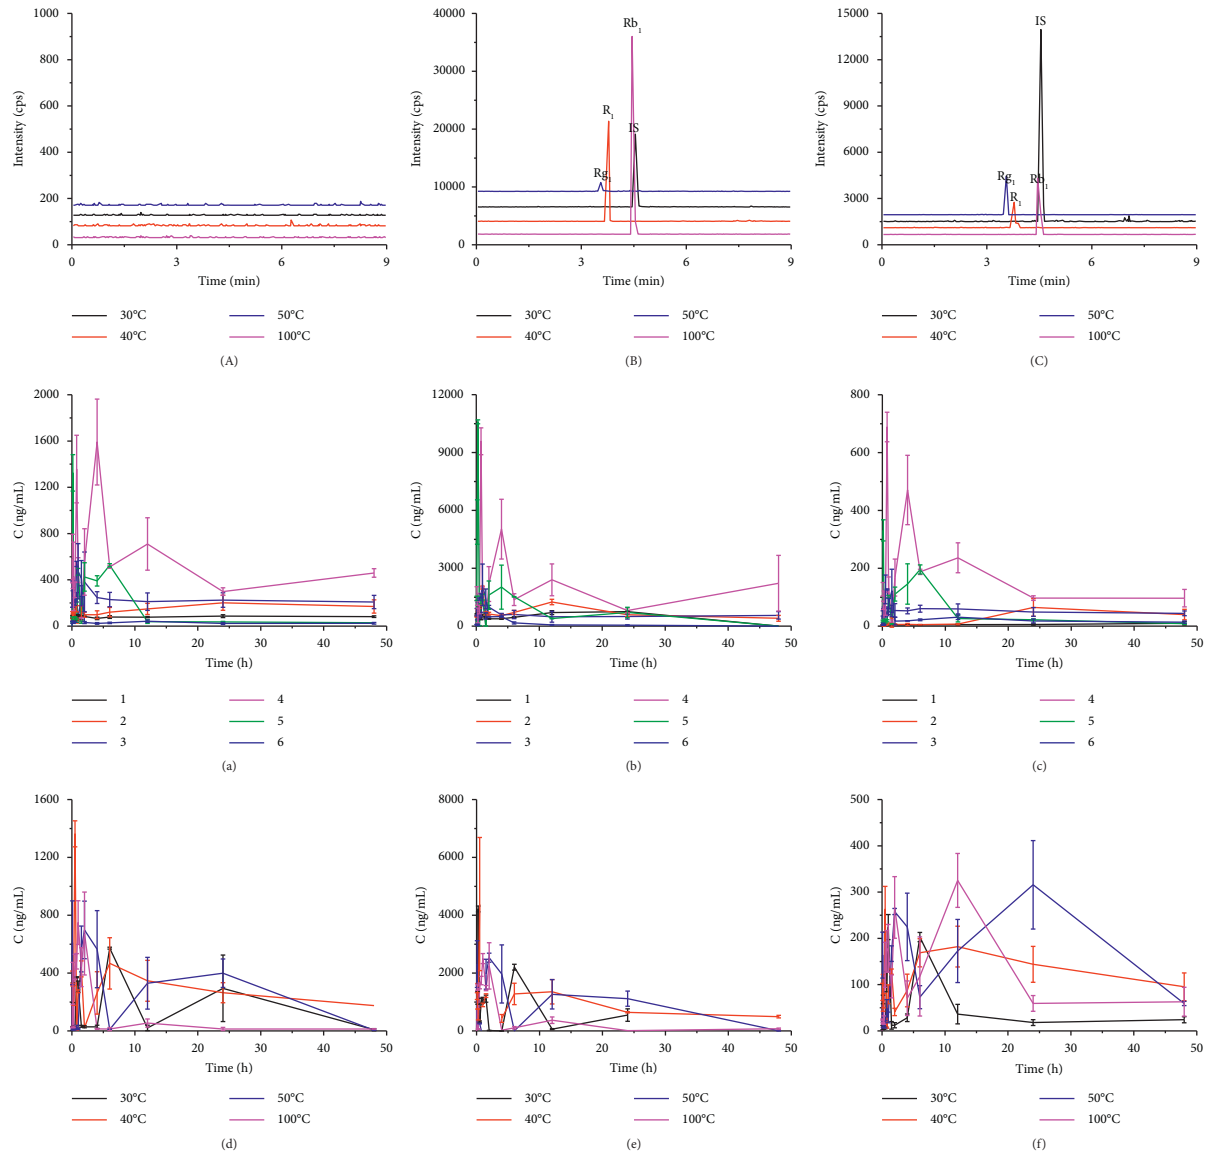 1000
800
600
400
200
0
Intensity (cps)
0 3 6 9
Time (min)
30°C 50°C
40°C 100°C
(A)
40000
30000
20000
10000
0
Intensity (cps)
Rb1
R1
IS
Rg1
0 3 6 9
Time (min)
30°C 50°C
40°C 100°C
(B)
15000
12000
9000
6000
3000
0
Intensity (cps)
IS
Rg1
R1
Rb1
0 3 6 9
Time (min)
30°C 50°C
40°C 100°C
(C)
2000
1600
1200
800
400
0
C (ng/mL)
0 10 20 30 40 50
Time (h)
1 4
2 5
3 6
(a)
12000
9000
6000
3000
0
C (ng/mL)
0 10 20 30 40 50
Time (h)
1 4
2 5
3 6
(b)
800
600
400
200
0
C (ng/mL)
0 10 20 30 40 50
Time (h)
1 4
2 5
3 6
(c)
1600
1200
800
400
0
C (ng/mL)
0 10 20 30 40 50
Time (h)
30°C 50°C
40°C 100°C
(d)
8000
6000
4000
2000
0
C (ng/mL)
0 10 20 30 40 50
Time (h)
30°C 50°C
40°C 100°C
(e)
500
400
300
200
100
0
C (ng/mL)
0 10 20 30 40 50
Time (h)
30°C 50°C
40°C 100°C
(f)